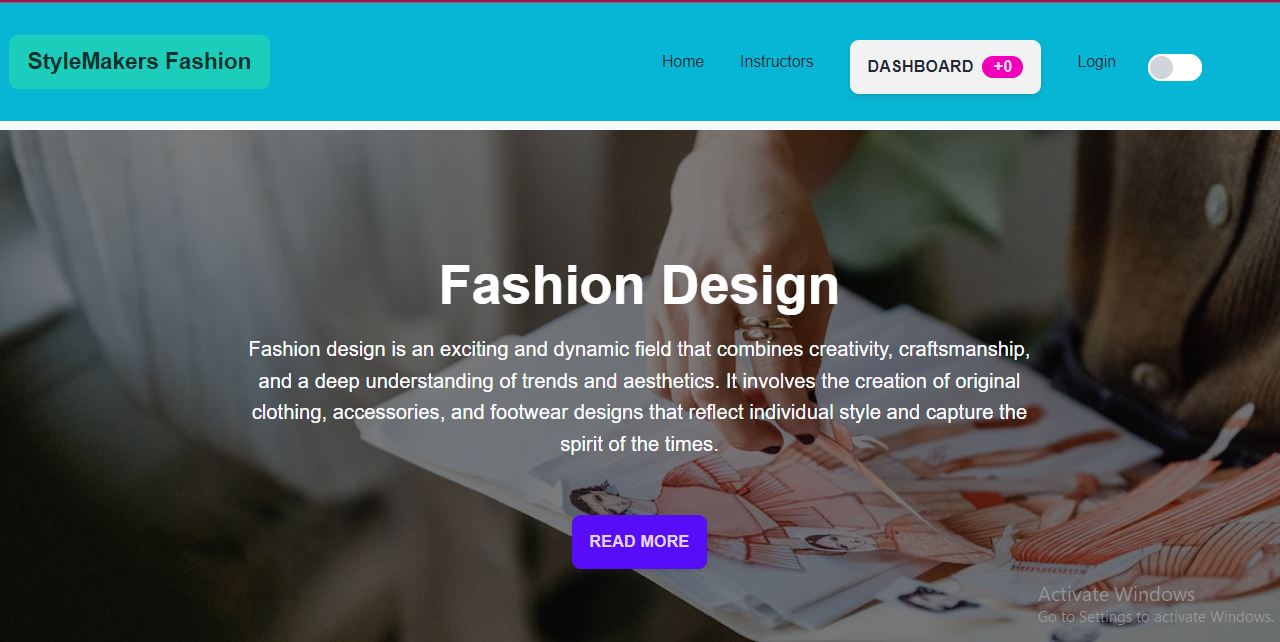 StyleMakers Fashion
Home Instructors DASHBOARD +0 Login
Fashion Design
Fashion design is an exciting and dynamic field that combines creativity, craftsmanship,
and a deep understanding of trends and aesthetics. It involves the creation of original
clothing, accessories, and footwear designs that reflect individual style and capture the
spirit of the times.
READ MORE
Activate Windows
Go to Settings to activate Windows.